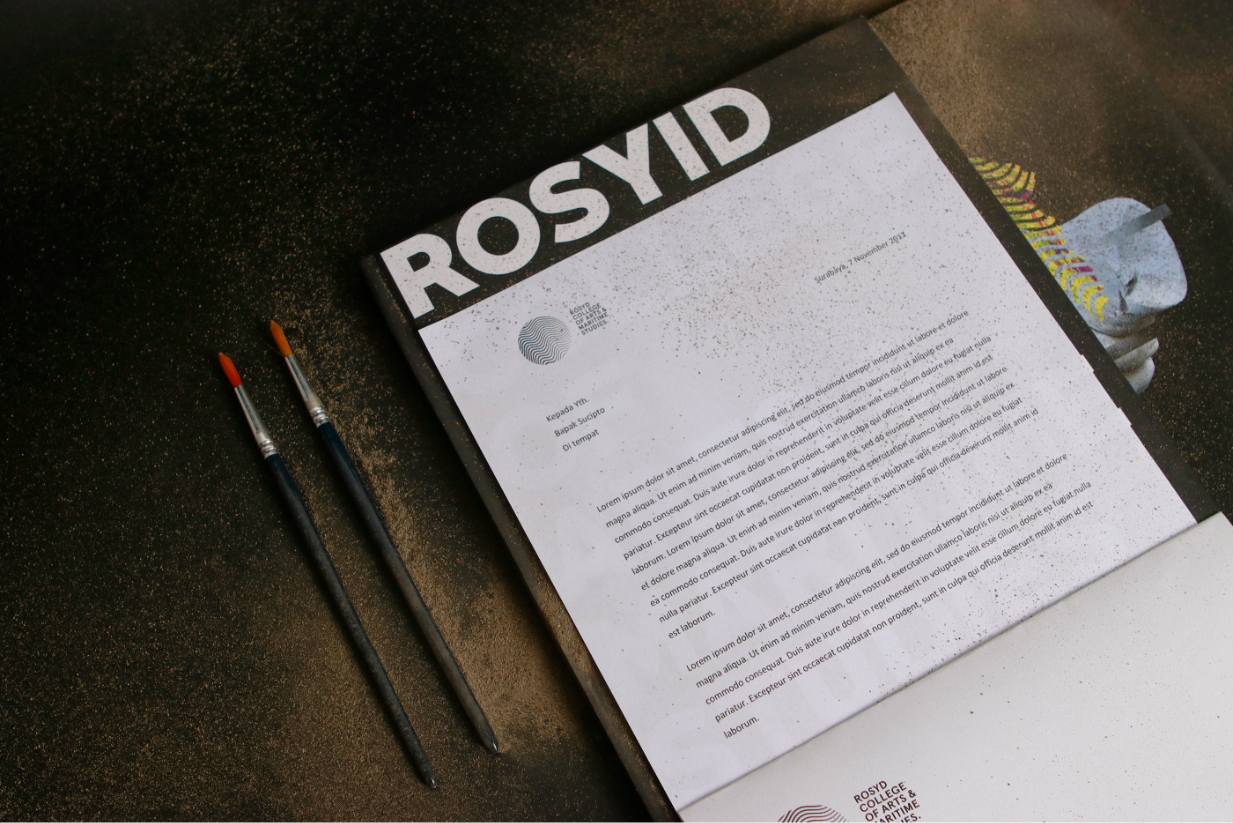 ROSYID
Surabaya, 7 November 2011
ROSYD
COLLEGE
OF ARTS &
MARITIME
STUDIES.
Kepada Yth.
Bapak Sucipto
Di tempat
Lorem ipsum dolor sit amet, consectetur adipiscing elit, sed do eiusmod tempor incididunt ut labore et dolore
magna aliqua. Ut enim ad minim veniam, quis nostrud exercitation ullamco laboris nisi ut aliquip ex ea
commodo consequat. Duis aute irure dolor in reprehenderit in voluptate velit esse cillum dolore eu fugiat nulla
pariatur. Excepteur sint occaecat cupidatat non proident, sunt in culpa qui officia deserunt mollit anim id est
laborum. Lorem ipsum dolor sit amet, consectetur adipiscing elit, sed do eiusmod tempor incididunt ut labore
et dolore magna aliqua. Ut enim ad minim veniam, quis nostrud exercitation ullamco laboris nisi ut aliquip ex
ea commodo consequat. Duis aute irure dolor in reprehenderit in voluptate velit esse cillum dolore eu fugiat
nulla pariatur. Excepteur sint occaecat cupidatat non proident, sunt in culpa qui officia deserunt mollit anim id
est laborum.
Lorem ipsum dolor sit amet, consectetur adipiscing elit, sed do eiusmod tempor incididunt ut labore et dolore
magna aliqua. Ut enim ad minim veniam, quis nostrud exercitation ullamco laboris nisi ut aliquip ex ea
commodo consequat. Duis aute irure dolor in reprehenderit in voluptate velit esse cillum dolore eu fugiat nulla
pariatur. Excepteur sint occaecat cupidatat non proident, sunt in culpa qui officia deserunt mollit anim id est
laborum.
ROSYD
COLLEGE
OF ARTS &
MARITIME